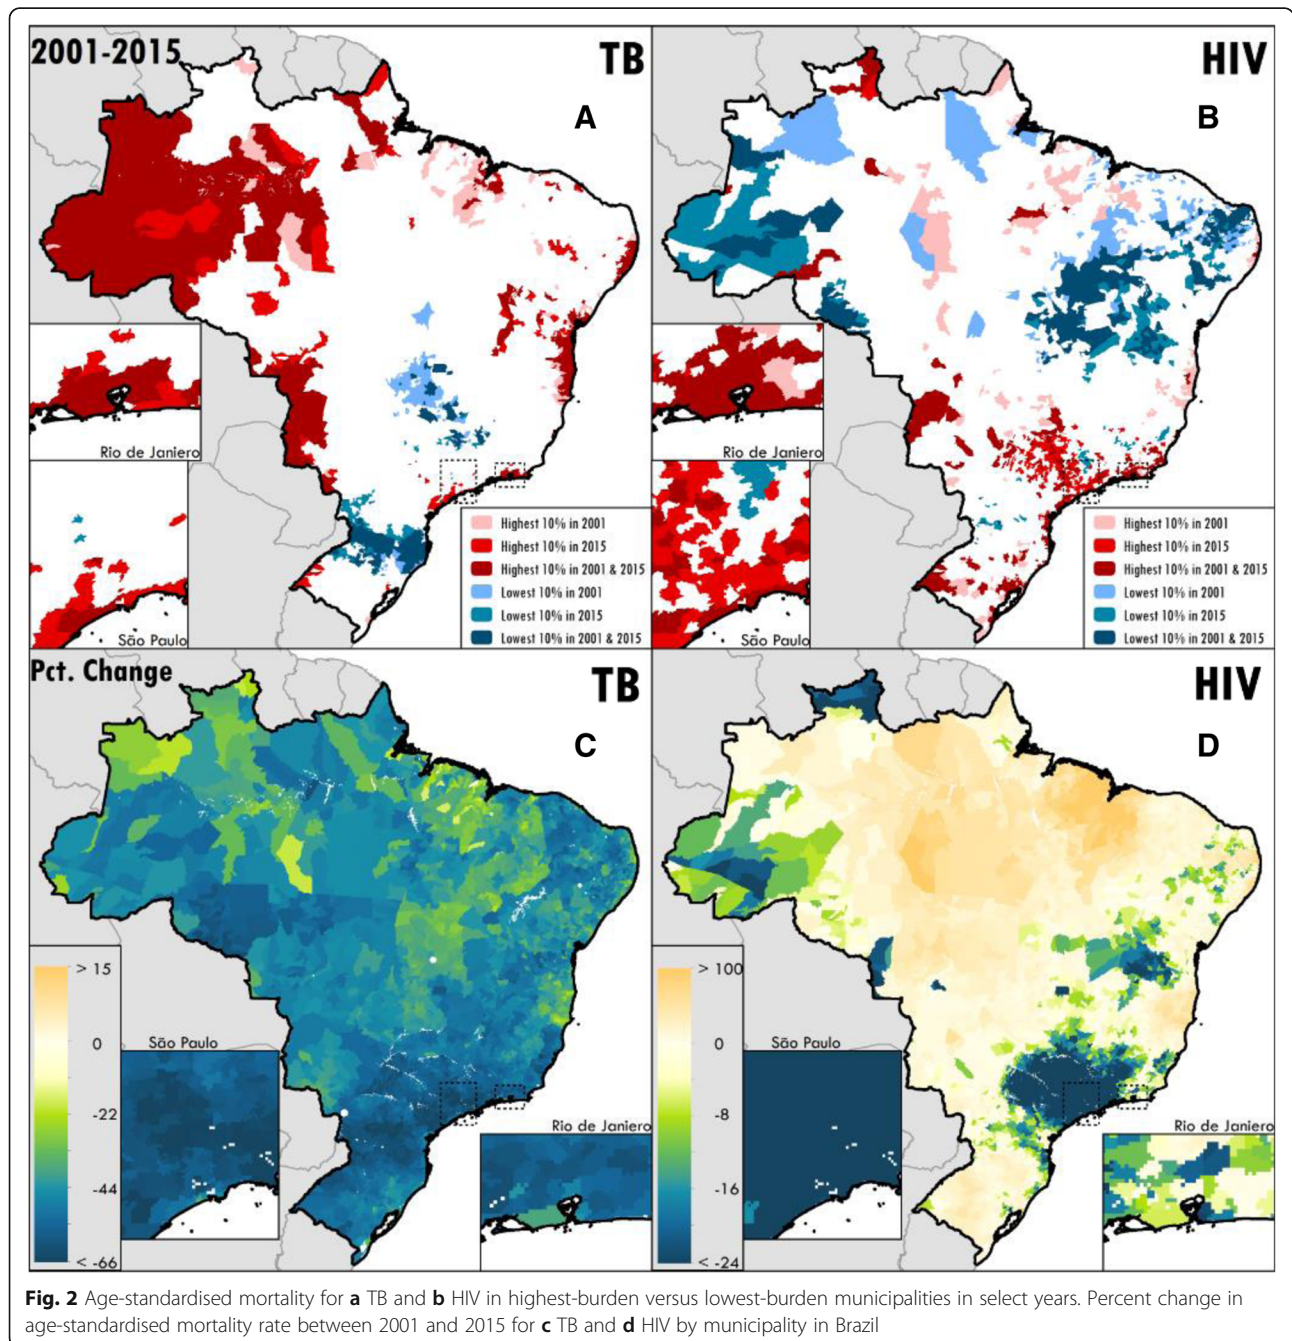 2001-2015
TB
A
Rio de Janiero
São Paulo
Highest 10% in 2001
Highest 10% in 2015
Highest 10% in 2001 & 2015
Lowest 10% in 2001
Lowest 10% in 2015
Lowest 10% in 2001 & 2015
HIV
B
Rio de Janiero
São Paulo
Highest 10% in 2001
Highest 10% in 2015
Highest 10% in 2001 & 2015
Lowest 10% in 2001
Lowest 10% in 2015
Lowest 10% in 2001 & 2015
Pct. Change
TB
C
> 15
0
-22
-44
< -66
São Paulo
Rio de Janiero
HIV
D
> 100
0
-8
-16
< -24
São Paulo
Rio de Janiero
Fig. 2 Age-standardised mortality for a TB and b HIV in highest-burden versus lowest-burden municipalities in select years. Percent change in
age-standardised mortality rate between 2001 and 2015 for c TB and d HIV by municipality in Brazil